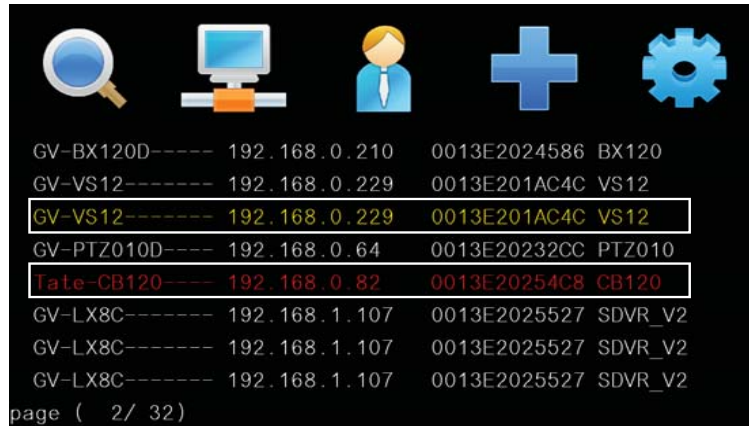 GV-BX120D----- 192.168.0.210 0013E2024586 BX120
GV-VS12------- 192.168.0.229 0013E201AC4C VS12
GV-VS12------- 192.168.0.229 0013E201AC4C VS12
GV-PTZ010D---- 192.168.0.64 0013E20232CC PTZ010
Tate-CB120---- 192.168.0.82 0013E20254C8 CB120
GV-LX8C------- 192.168.1.107 0013E2025527 SDVR_V2
GV-LX8C------- 192.168.1.107 0013E2025527 SDVR_V2
GV-LX8C------- 192.168.1.107 0013E2025527 SDVR_V2
page ( 2/ 32)